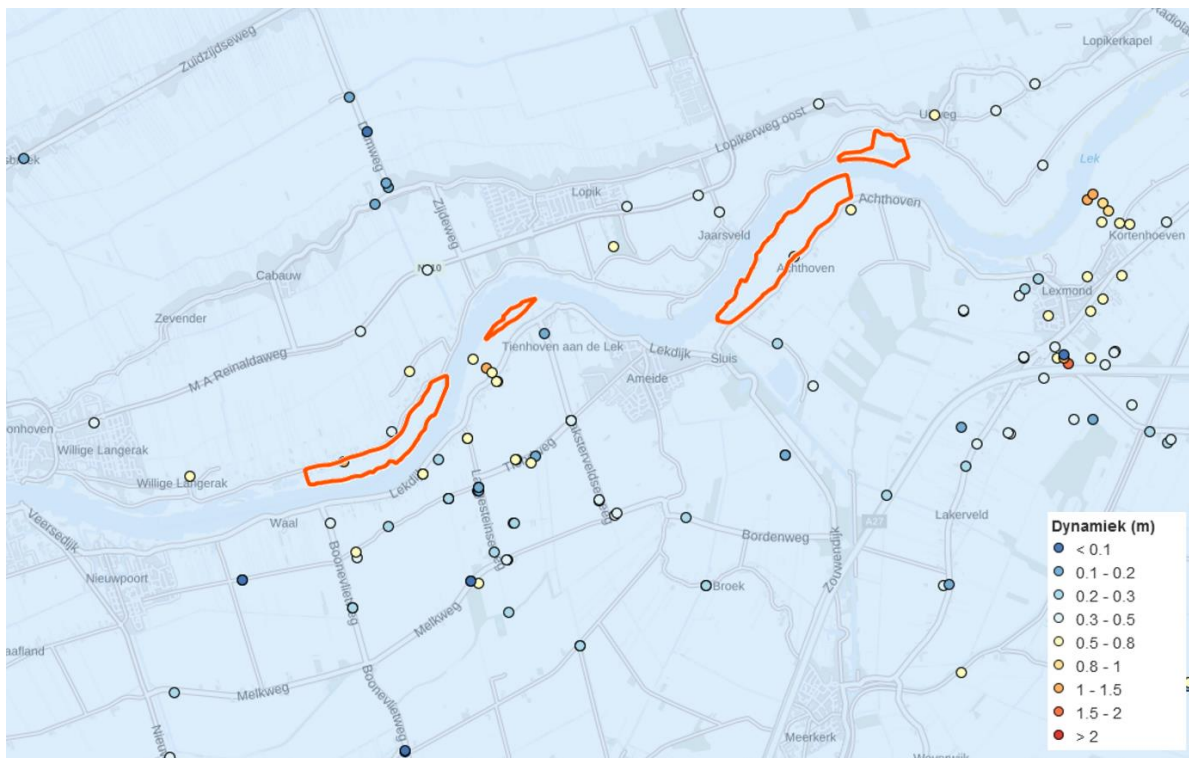 Zuidzijdseweg
Lopikerkapel
Lopikerweg oost
Uitweg
Lek
Lopik
Zijdeweg
Achthoven
Jaarsveld
Kortenhoeven
Cabauw
Achthoven
Lexmond
Zevender
Tienhoven aan de Lek
Lekdijk
Sluis
M A Reinaldaweg
Ameide
Willige Langerak
Willige Langerak
Lekdijk
Waal
Veersedijk
Bordenweg
A27
Lakerveld
Zouwendijk
Nieuwpoort
Boonevlietweg
Broek
Melkweg
Melkweg
Boonevlietweg
Meerkerk
Dynamiek (m)
< 0.1
0.1 - 0.2
0.2 - 0.3
0.3 - 0.5
0.5 - 0.8
0.8 - 1
1 - 1.5
1.5 - 2
> 2